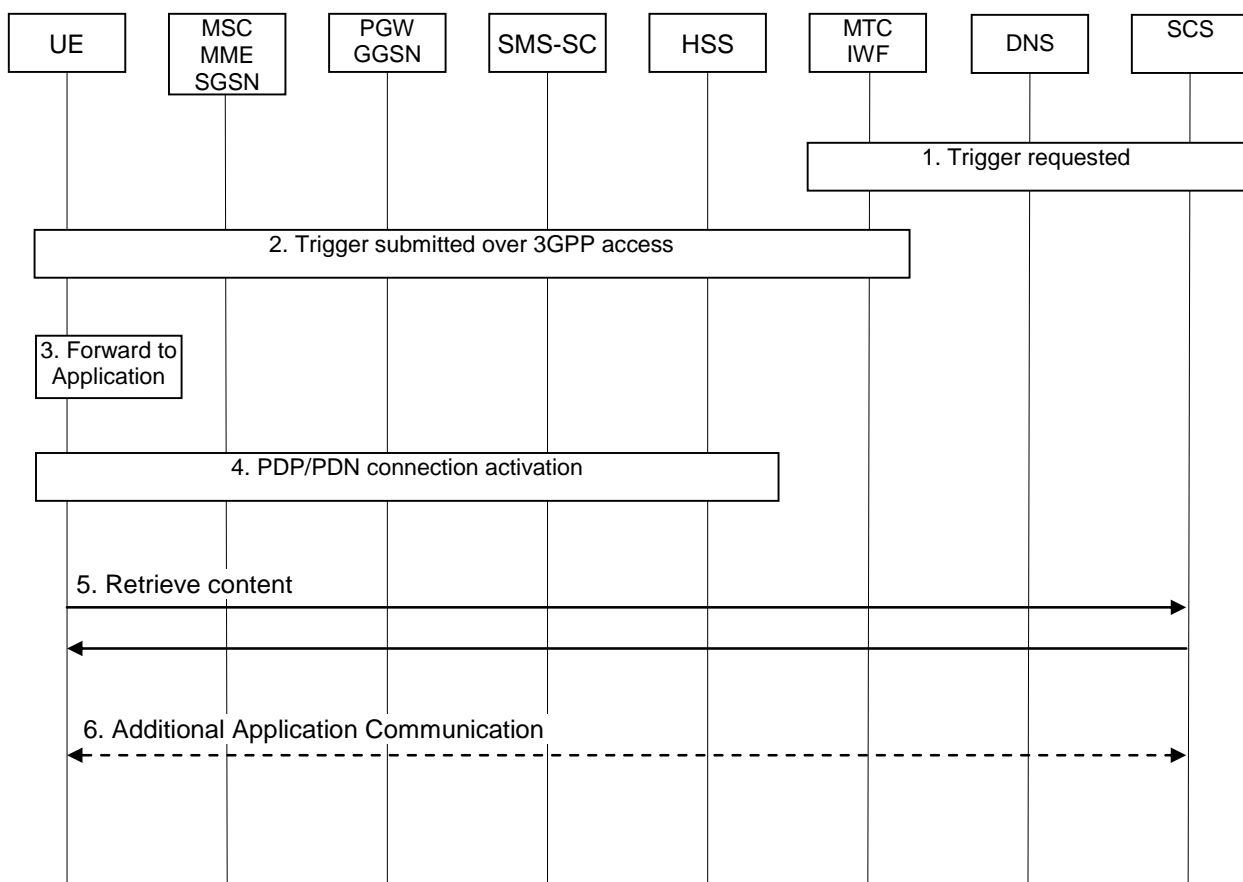 UE
MSC
MME
SGSN
PGW
GGSN
SMS-SC
HSS
MTC
IWF
DNS
SCS
1. Trigger requested
2. Trigger submitted over 3GPP access
3. Forward to
Application
4. PDP/PDN connection activation
5. Retrieve content
6. Additional Application Communication